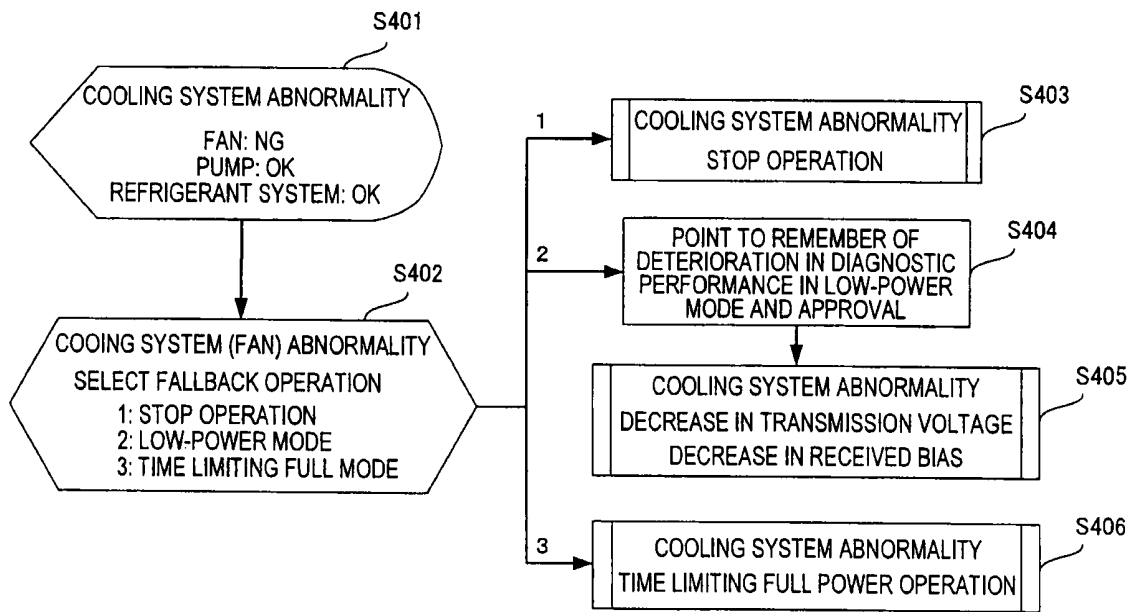 S401
COOLING SYSTEM ABNORMALITY
FAN: NG
PUMP: OK
REFRIGERANT SYSTEM: OK
S402
COOING SYSTEM (FAN) ABNORMALITY
SELECT FALLBACK OPERATION
1: STOP OPERATION
2: LOW-POWER MODE
3: TIME LIMITING FULL MODE
1
S403
COOLING SYSTEM ABNORMALITY
STOP OPERATION
2
S404
POINT TO REMEMBER OF
DETERIORATION IN DIAGNOSTIC
PERFORMANCE IN LOW-POWER
MODE AND APPROVAL
S405
COOLING SYSTEM ABNORMALITY
DECREASE IN TRANSMISSION VOLTAGE
DECREASE IN RECEIVED BIAS
3
S406
COOLING SYSTEM ABNORMALITY
TIME LIMITING FULL POWER OPERATION